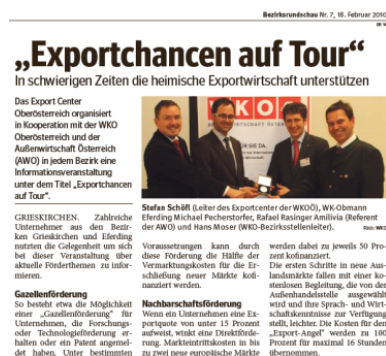 Bezirksrundschau Nr. 7, 18. Februar 2010
„Exportchancen auf Tour“
In schwierigen Zeiten die heimische Exportwirtschaft unterstützen
Das Export Center
Oberösterreich organisiert
in Kooperation mit der WKO
Oberösterreich und der
Außenwirtschaft Österreich
(AWO) in jedem Bezirk eine
Informationsveranstaltung
unter dem Titel „Exportchancen
auf Tour“.
GRIESKIRCHEN. Zahlreiche
Unternehmer aus den Bezir-
ken Grieskirchen und Eferding
nutzten die Gelegenheit um sich
bei dieser Veranstaltung über
aktuelle Förderthemen zu infor-
mieren.
Gazellenförderung
So besteht etwa die Möglichkeit
einer „Gazellenförderung“ für
Unternehmen, die Forschungs-
oder Technologieförderung er-
halten oder ein Patent angemel-
det haben. Unter bestimmten
WKO
Stefan Schöfl (Leiter des Exportcenter der WKOÖ), WK-Obmann
Eferding Michael Pecherstorfer, Rafael Rasinger Amilivia (Referent
der AWO) und Hans Moser (WKO-Bezirksstellenleiter).
Foto: WKO
Voraussetzungen kann durch
diese Förderung die Hälfte der
Vermarktungskosten für die Er-
schließung neuer Märkte kofi-
nanziert werden.
Nachbarschaftsförderung
Wenn ein Unternehmen eine Ex-
portquote von unter 15 Prozent
aufweist, winkt eine Direktförde-
rung. Markteintrittskosten in bis
zu zwei neue europäische Märkte
werden dabei zu jeweils 50 Pro-
zent kofinanziert.
Die ersten Schritte in neue Aus-
landsmärkte fallen mit einer ko-
stenlosen Begleitung, die von der
Außenhandelsstelle ausgewählt
wird und ihre Sprach- und Wirt-
schaftskenntnisse zur Verfügung
stellt, leichter. Die Kosten für den
„Export-Angel“ werden zu 100
Prozent für maximal 16 Stunden
übernommen.